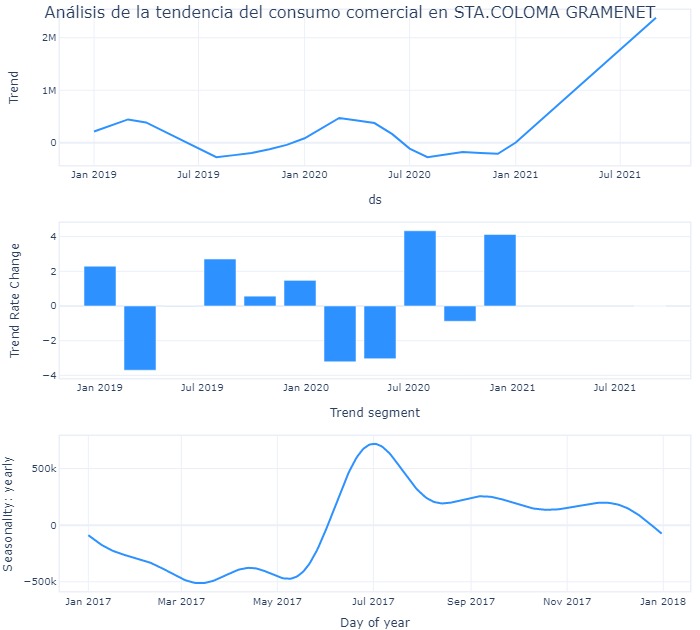 Análisis de la tendencia del consumo comercial en STA.COLOMA GRAMENET
Trend
2M
1M
0
Jan 2019 Jul 2019 Jan 2020 Jul 2020 Jan 2021 Jul 2021
ds
Trend Rate Change
4
2
0
−2
−4
Jan 2019 Jul 2019 Jan 2020 Jul 2020 Jan 2021 Jul 2021
Trend segment
Seasonality: yearly
500k
0
−500k
Jan 2017 Mar 2017 May 2017 Jul 2017 Sep 2017 Nov 2017 Jan 2018
Day of year